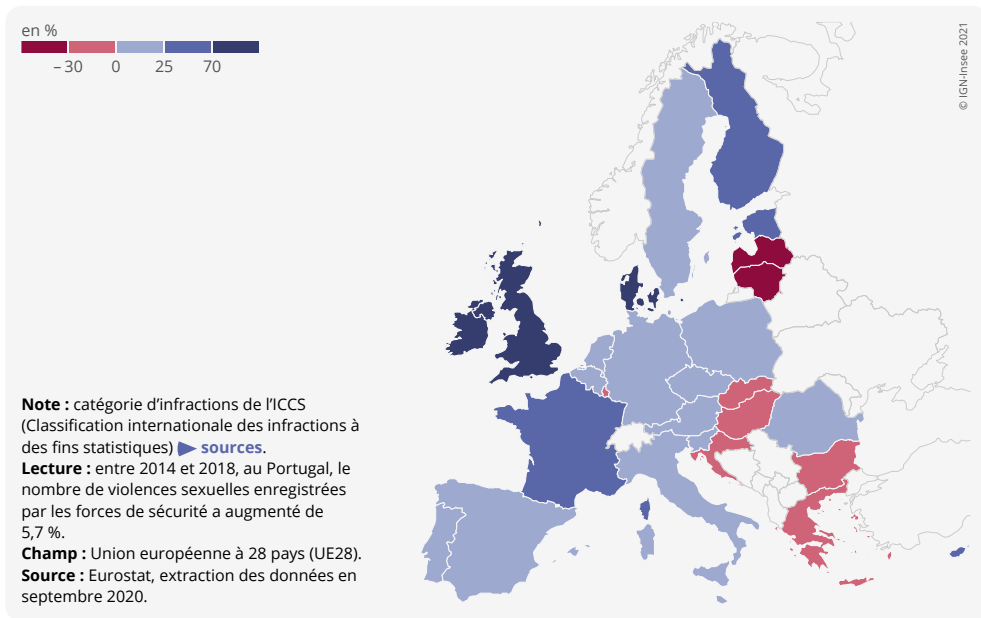 en %
– 30 0 25 70
© IGN-Insee 2021
Note : catégorie d’infractions de l’ICCS
(Classification internationale des infractions à
des fins statistiques) ▶ sources.
Lecture : entre 2014 et 2018, au Portugal, le
nombre de violences sexuelles enregistrées
par les forces de sécurité a augmenté de
5,7 %.
Champ : Union européenne à 28 pays (UE28).
Source : Eurostat, extraction des données en
septembre 2020.